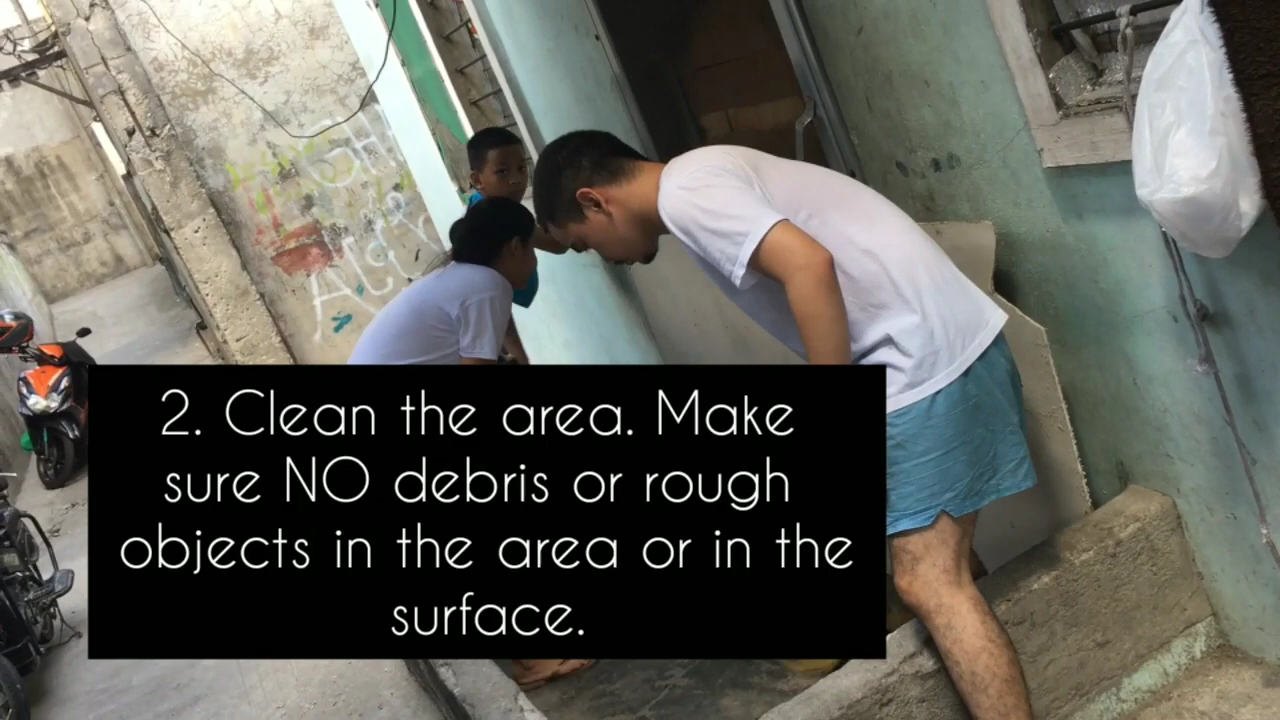 2. Clean the area. Make
sure NO debris or rough
objects in the area or in the
surface.